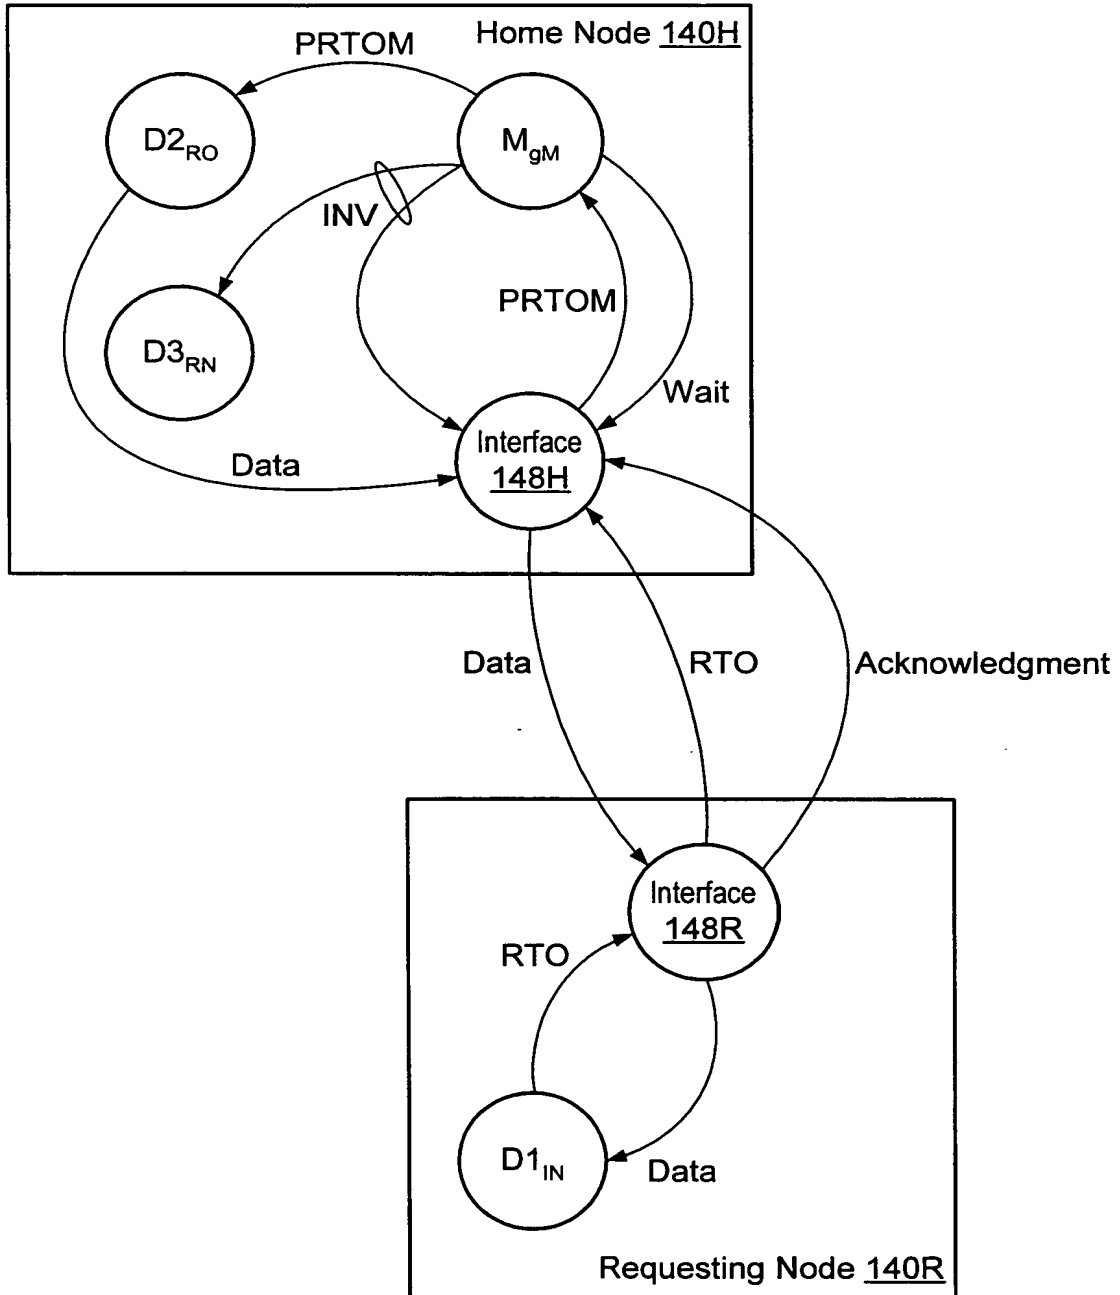 Home Node 140H
PRTOM
D2RO
MgM
INV
PRTOM
D3RN
Wait
Interface
148H
Data
Data
RTO
Acknowledgment
Interface
148R
RTO
D1IN
Data
Requesting Node 140R